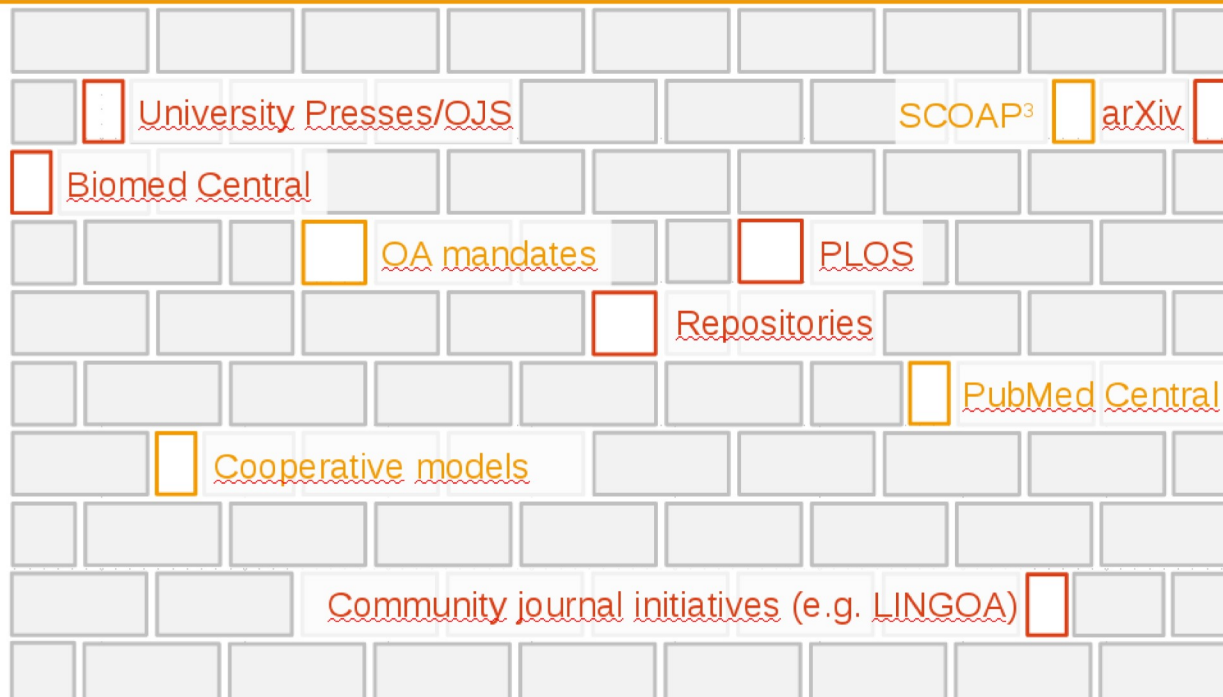 University Presses/OJS
SCOAP³
arXiv
Biomed Central
OA mandates
PLOS
Repositories
PubMed Central
Cooperative models
Community journal initiatives (e.g. LINGOA)